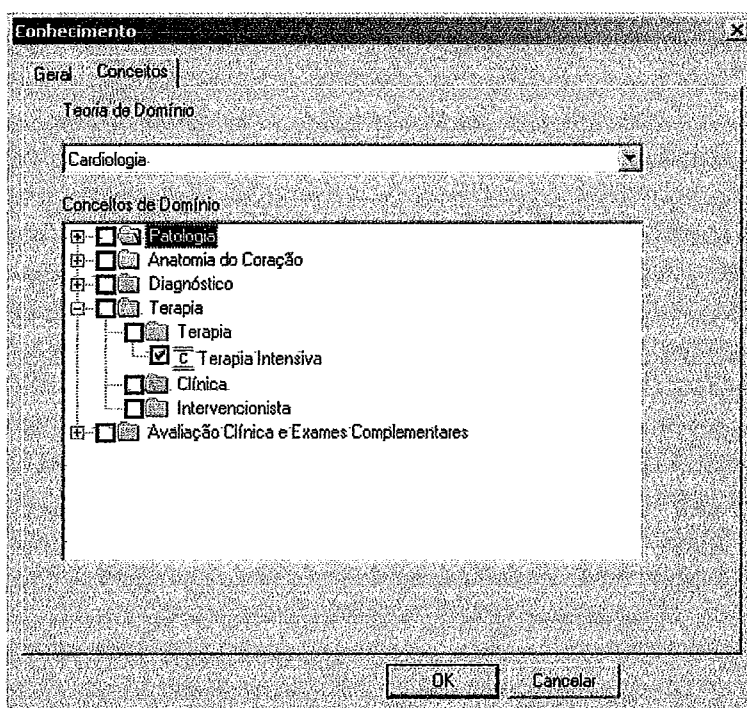 Conhecimento
Geral Conceitos
Teoria de Domínio
Cardiologia
Conceitos de Domínio
Patologia
Anatomia do Coração
Diagnóstico
Terapia
Terapia
C Terapia Intensiva
Clínica
Intervencionista
Avaliação Clínica e Exames Complementares
OK Cancelar